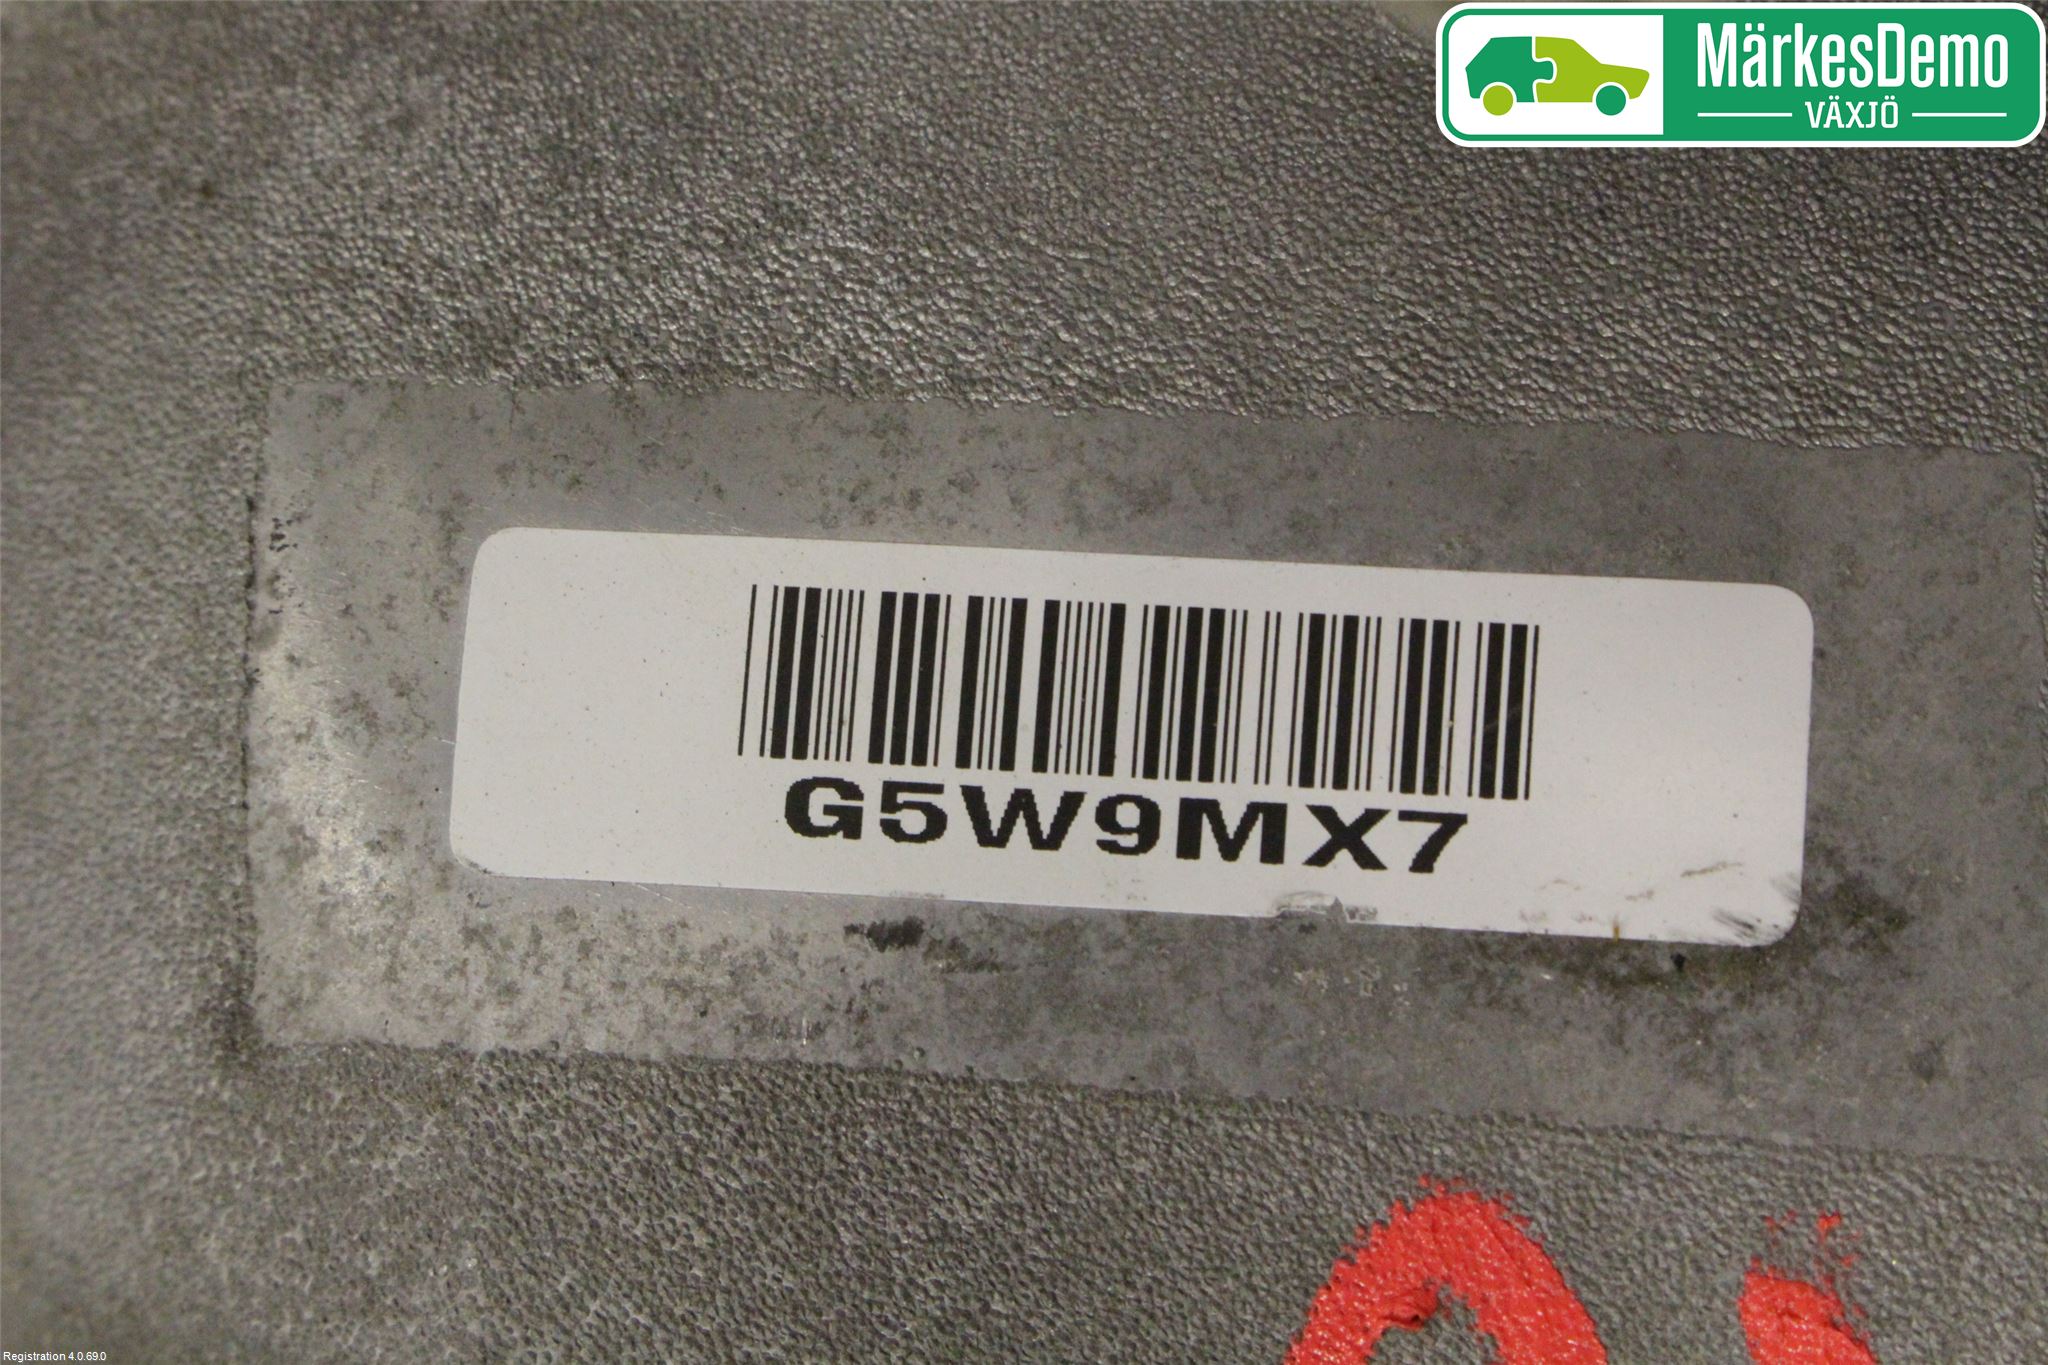 MärkesDemo
VÄXJÖ
G5W9MX7
Registration 4.0.69.0